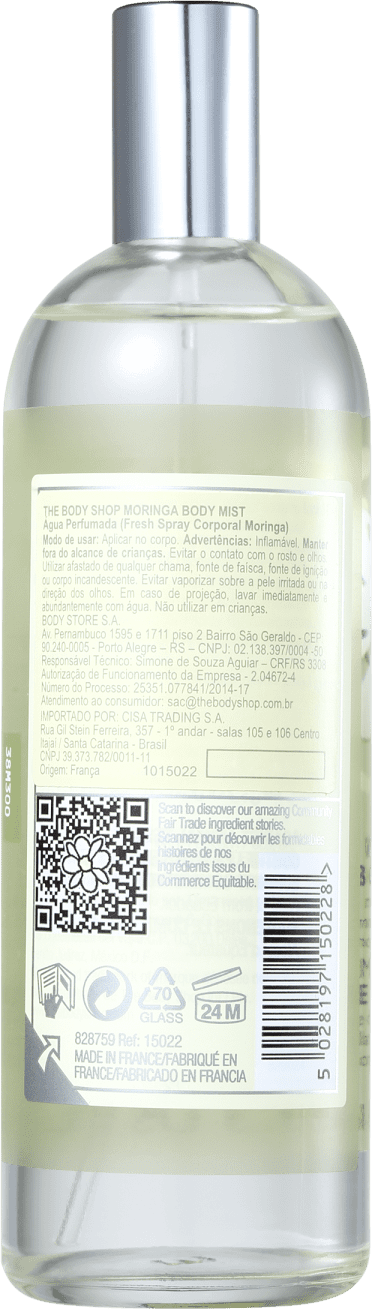 THE BODY SHOP MORINGA BODY MIST
Agua Perfumada (Fresh Spray Corporal Moringa)
Modo de usar: Aplicar no corpo. Advertências: Inflamável. Manter
fora do alcance de crianças. Evitar o contato com o rosto e olhos.
Utilizar afastado de qualquer chama, fonte de faísca, fonte de ignição
ou corpo incandescente. Evitar vaporizar sobre a pele irritada ou na
direção dos olhos. Em caso de projeção, lavar imediatamente e
abundantemente com água. Não utilizar em crianças.
BODY STORE S.A.
Av. Pernambuco 1595 e 1711 piso 2 Bairro São Geraldo - CEP
90.240-0005 - Porto Alegre – RS – CNPJ: 02.138.397/0004 -50
Responsável Técnico: Simone de Souza Aguiar – CRF/RS 3308
Autorização de Funcionamento da Empresa - 2.04672-4
Número do Processo: 25351.077841/2014-17
Atendimento ao consumidor: sac@thebodyshop.com.br
IMPORTADO POR: CISA TRADING S.A.
Rua Gil Stein Ferreira, 357 - 1° andar - salas 105 e 106 Centro
Itajaí / Santa Catarina - Brasil
CNPJ 39.373.782/0011-11
Origem: França 1015022
38M300
Scan to discover our amazing
Fair Trade ingredient stories.
Scannez pour découvrir les
histoires de nos
ingrédients issus du
Commerce Equitable.
5 028197 150228 >
70
GLASS
24 M
828759 Ref: 15022
MADE IN FRANCE/FABRIQUÉ EN
FRANCE/FABRICADO EN FRANCIA